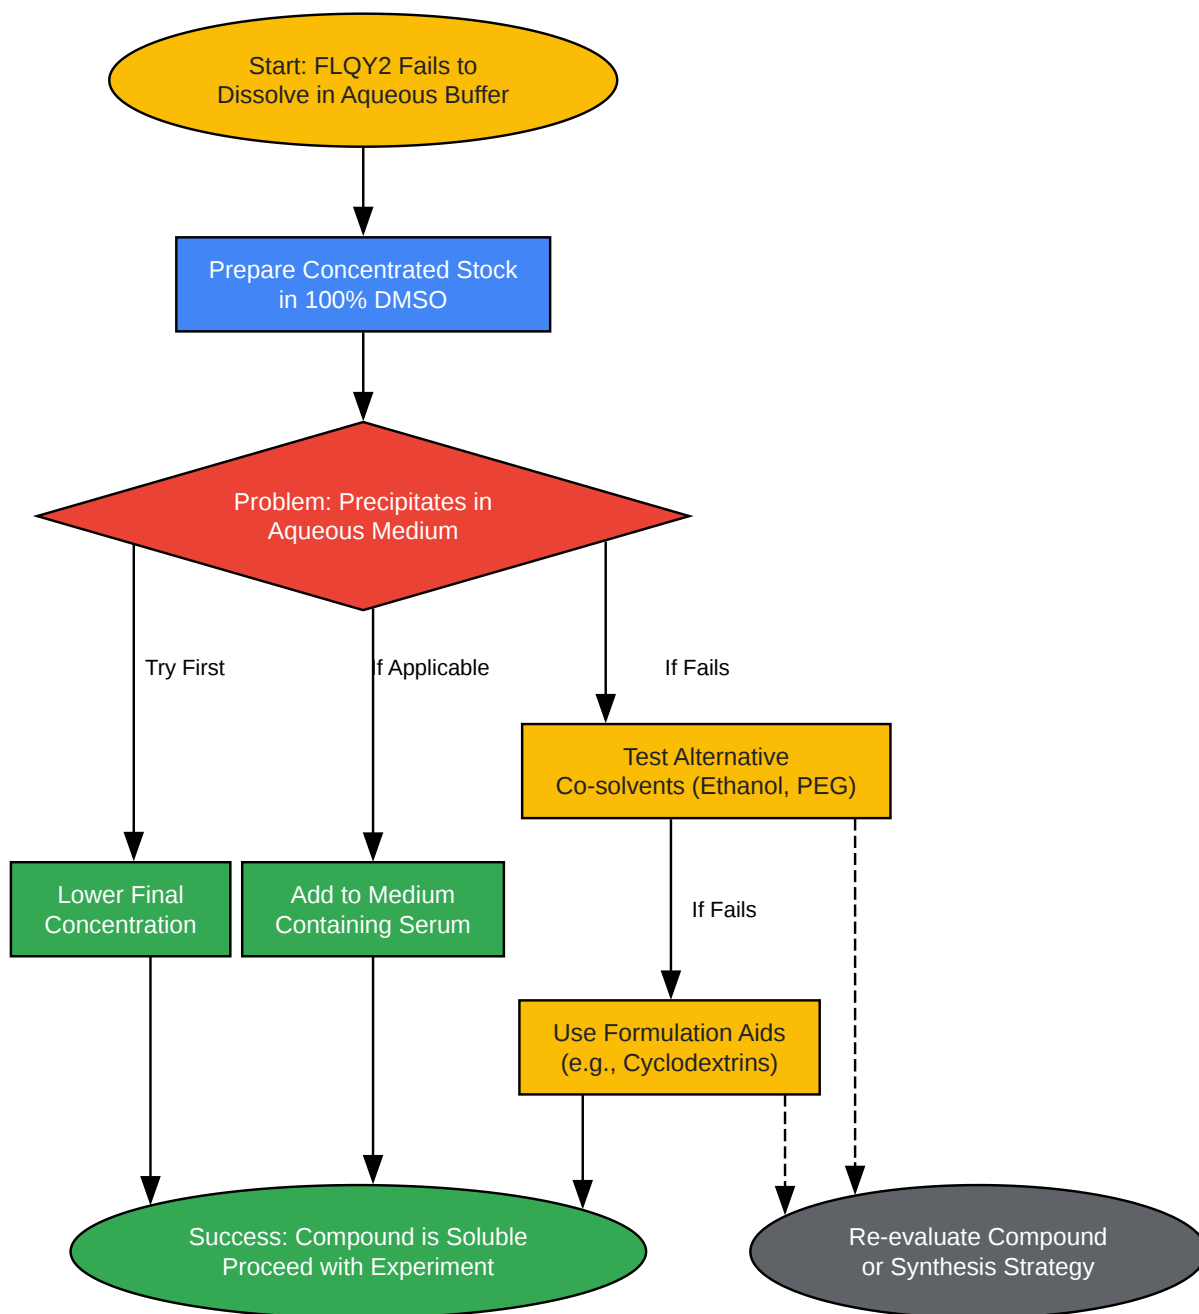 Start: FLQY2 Fails to
Dissolve in Aqueous Buffer
Prepare Concentrated Stock
in 100% DMSO
Problem: Precipitates in
Aqueous Medium
Try First
If Applicable
If Fails
Test Alternative
Co-solvents (Ethanol, PEG)
Lower Final
Concentration
Add to Medium
Containing Serum
If Fails
Use Formulation Aids
(e.g., Cyclodextrins)
Success: Compound is Soluble
Proceed with Experiment
Re-evaluate Compound
or Synthesis Strategy